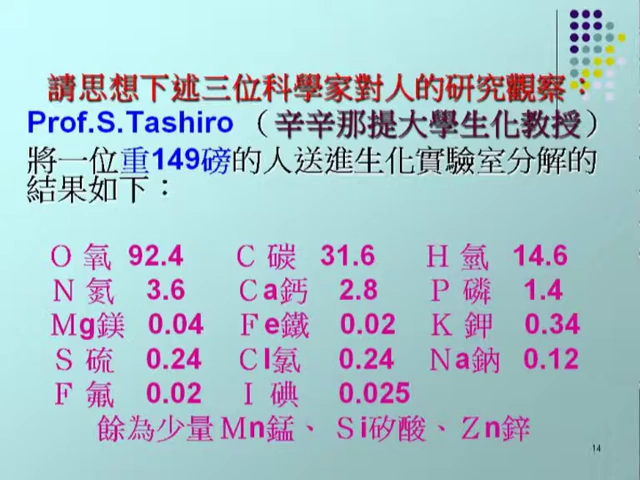 請思想下述三位科學家對人的研究觀察：
Prof.S.Tashiro （辛辛那提大學生化教授）
將一位重149磅的人送進生化實驗室分解的
結果如下：
O 氧 92.4 C 碳 31.6 H 氫 14.6
N 氮 3.6 Ca鈣 2.8 P 磷 1.4
Mg鎂 0.04 Fe鐵 0.02 K 鉀 0.34
S 硫 0.24 Cl氯 0.24 Na鈉 0.12
F 氟 0.02 I 碘 0.025
餘為少量Mn錳、Si矽酸、Zn鋅
14